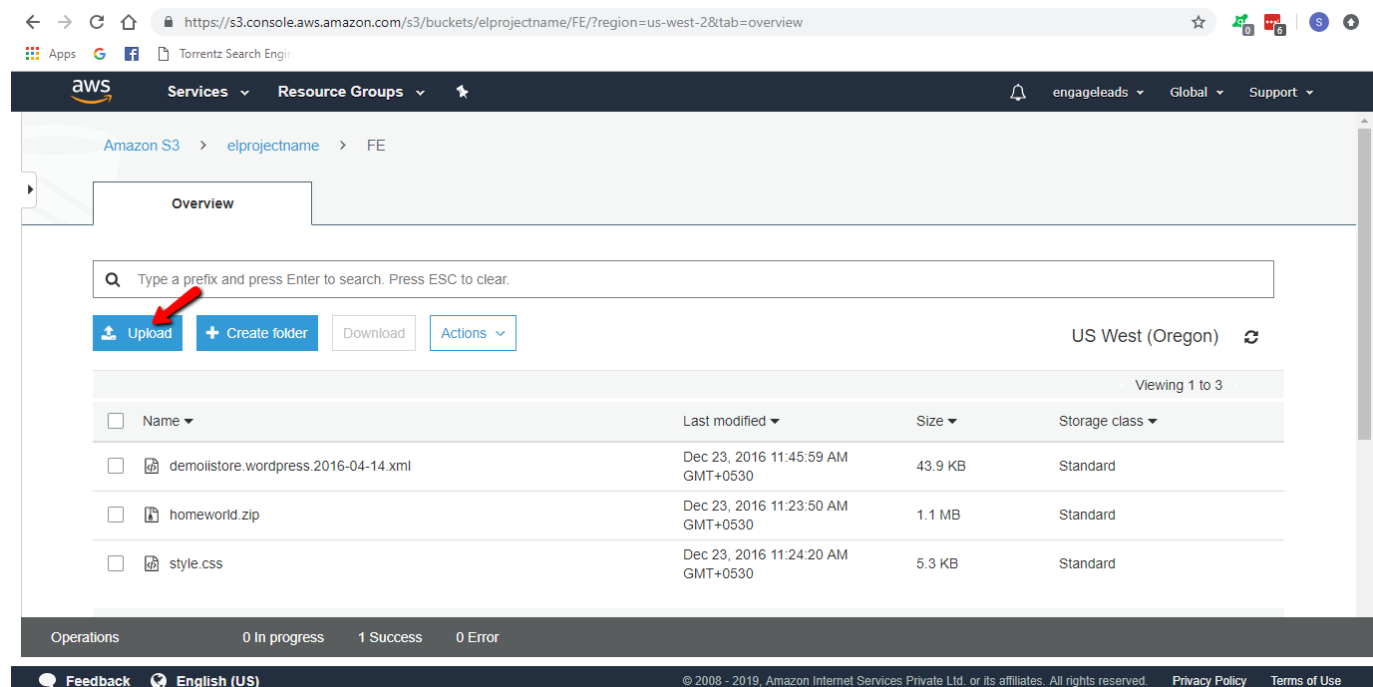 https://s3.console.aws.amazon.com/s3/buckets/elprojectname/FE/?region=us-west-2&tab=overview
0 6 S
Apps G f Torrentz Search Engin
aws Services Resource Groups engageleads Global Support
Amazon S3 > elprojectname > FE
Overview
Type a prefix and press Enter to search. Press ESC to clear.
Upload + Create folder Download Actions US West (Oregon)
Viewing 1 to 3
Name Last modified Size Storage class
demoiistore.wordpress.2016-04-14.xml Dec 23, 2016 11:45:59 AM 43.9 KB Standard
GMT+0530
homeworld.zip Dec 23, 2016 11:23:50 AM 1.1 MB Standard
GMT+0530
style.css Dec 23, 2016 11:24:20 AM 5.3 KB Standard
GMT+0530
Operations 0 In progress 1 Success 0 Error
Feedback English (US) © 2008 - 2019, Amazon Internet Services Private Ltd. or its affiliates. All rights reserved. Privacy Policy Terms of Use